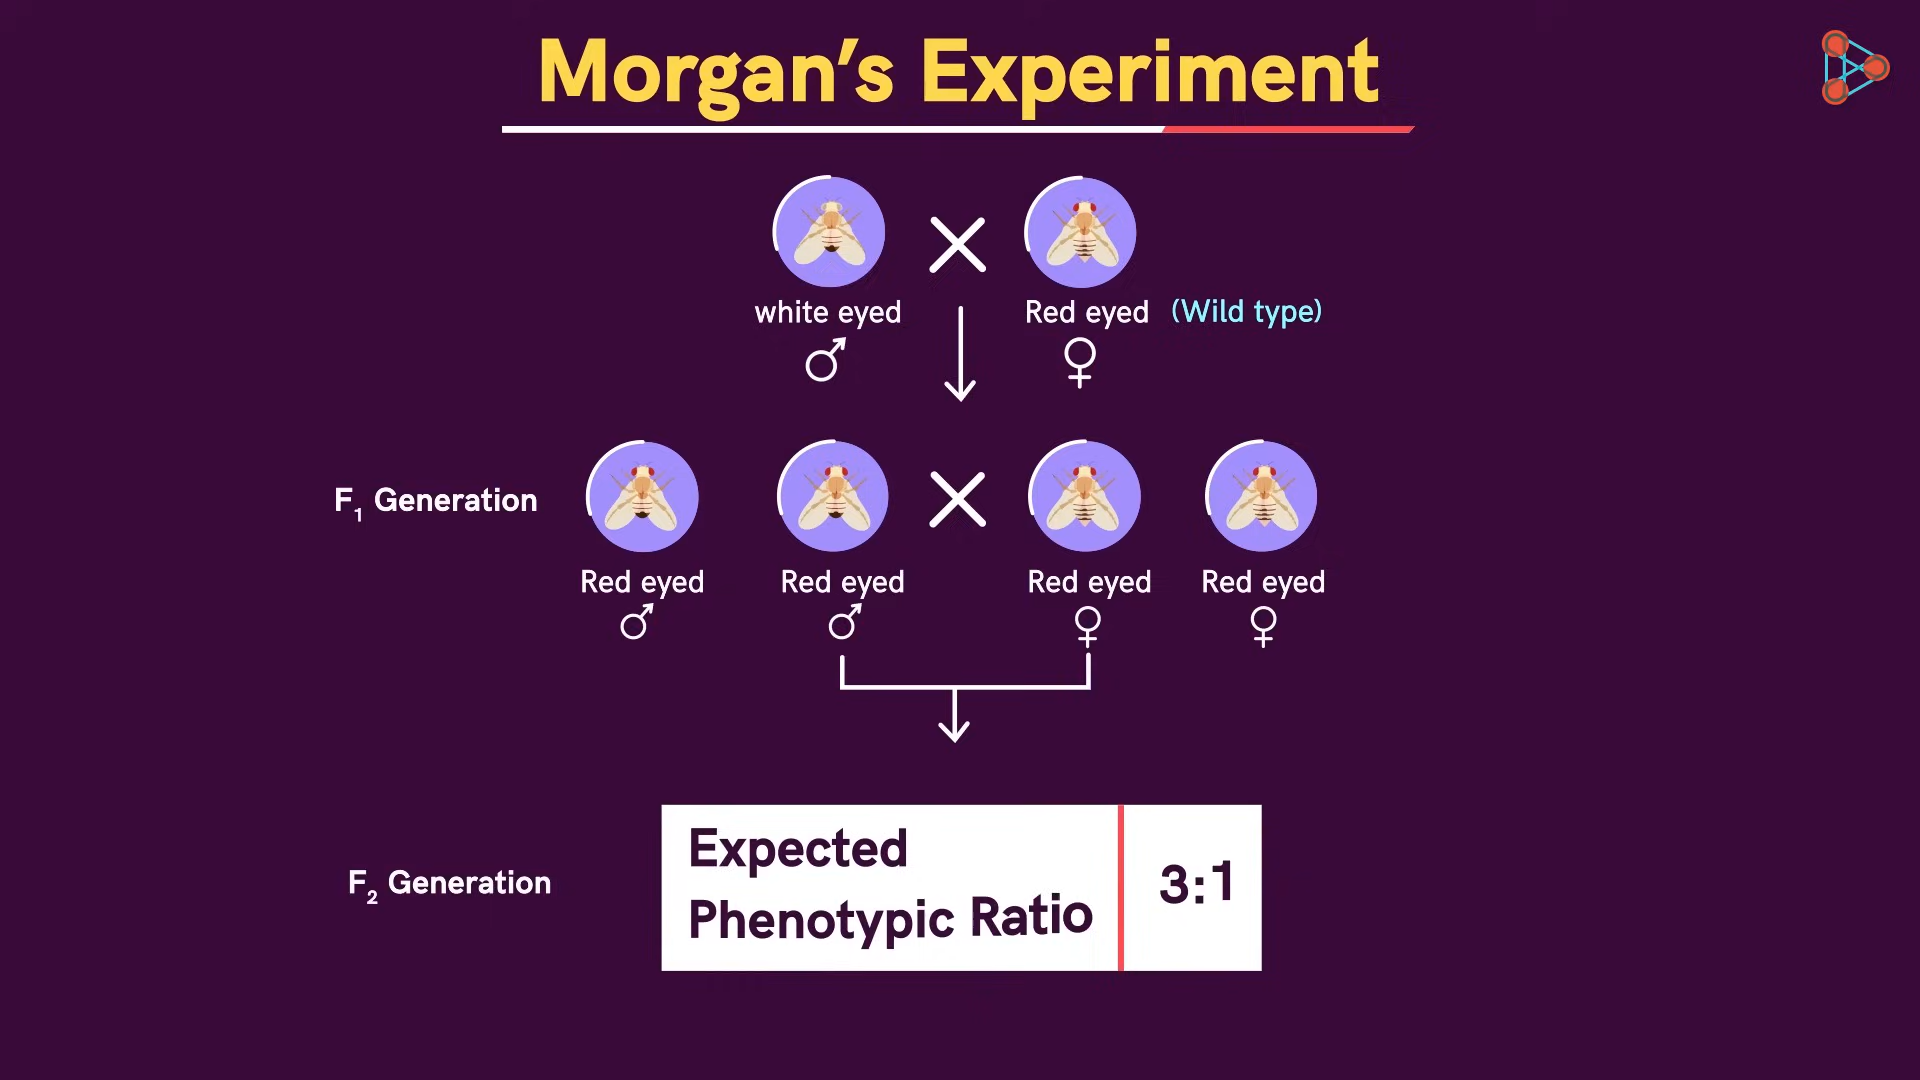 Morgan's Experiment
white eyed
Red eyed (Wild type)
F₁ Generation
Red eyed
Red eyed
Red eyed
Red eyed
F₂ Generation
Expected
Phenotypic Ratio
3:1